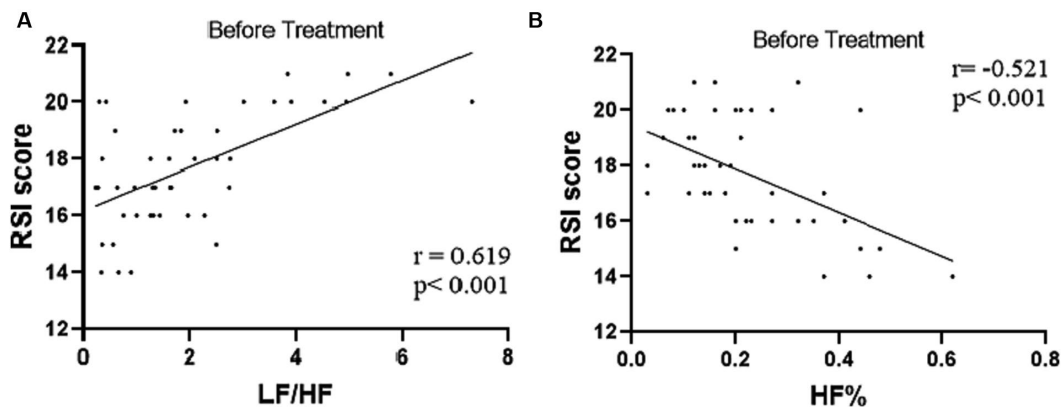 A
Before Treatment
22
20
18
16
14
12
RSI score
r = 0.619
p< 0.001
0
2
4
6
8
LF/HF
B
Before Treatment
22
20
18
16
14
12
RSI score
r= -0.521
p< 0.001
0.0
0.2
0.4
0.6
0.8
HF%